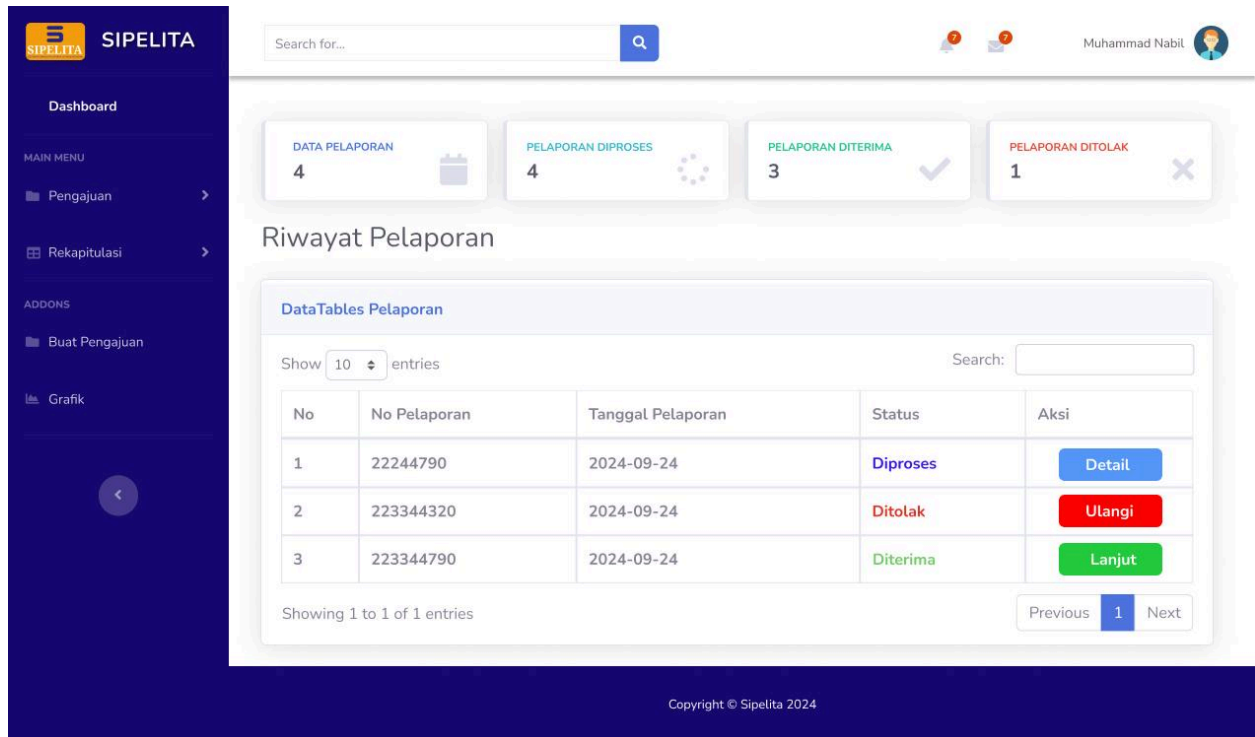 SIPELITA
SIPELITA
Search for...
7
7
Muhammad Nabil
Dashboard
MAIN MENU
Pengajuan
Rekapitulasi
ADDONS
Buat Pengajuan
Grafik
DATA PELAPORAN
4
PELAPORAN DIPROSES
4
PELAPORAN DITERIMA
3
PELAPORAN DITOLAK
1
Riwayat Pelaporan
DataTables Pelaporan
Show 10 entries
Search:
No No Pelaporan Tanggal Pelaporan Status Aksi
1 22244790 2024-09-24 Diproses Detail
2 223344320 2024-09-24 Ditolak Ulangi
3 223344790 2024-09-24 Diterima Lanjut
Showing 1 to 1 of 1 entries
Previous 1 Next
Copyright © Sipelita 2024